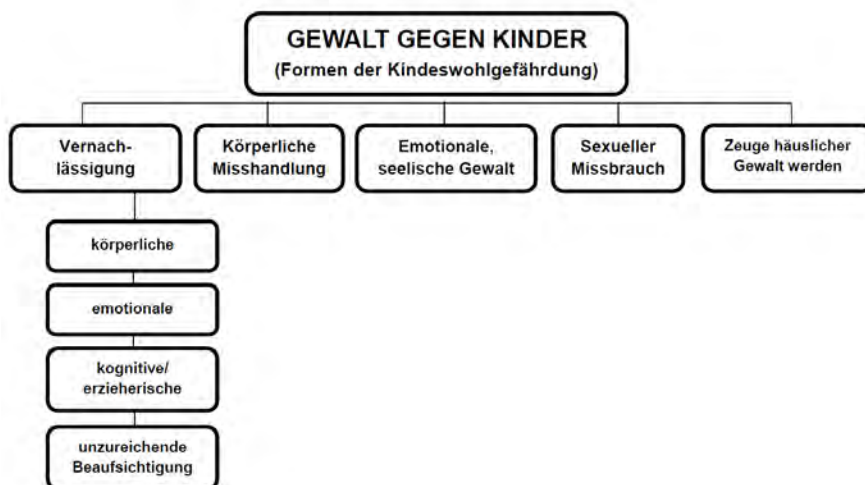 GEWALT GEGEN KINDER
(Formen der Kindeswohlgefährdung)
Vernach-
lässigung
Körperliche
Misshandlung
Emotionale,
seelische Gewalt
Sexueller
Missbrauch
Zeuge häuslicher
Gewalt werden
körperliche
emotionale
kognitive/
erzieherische
unzureichende
Beaufsichtigung